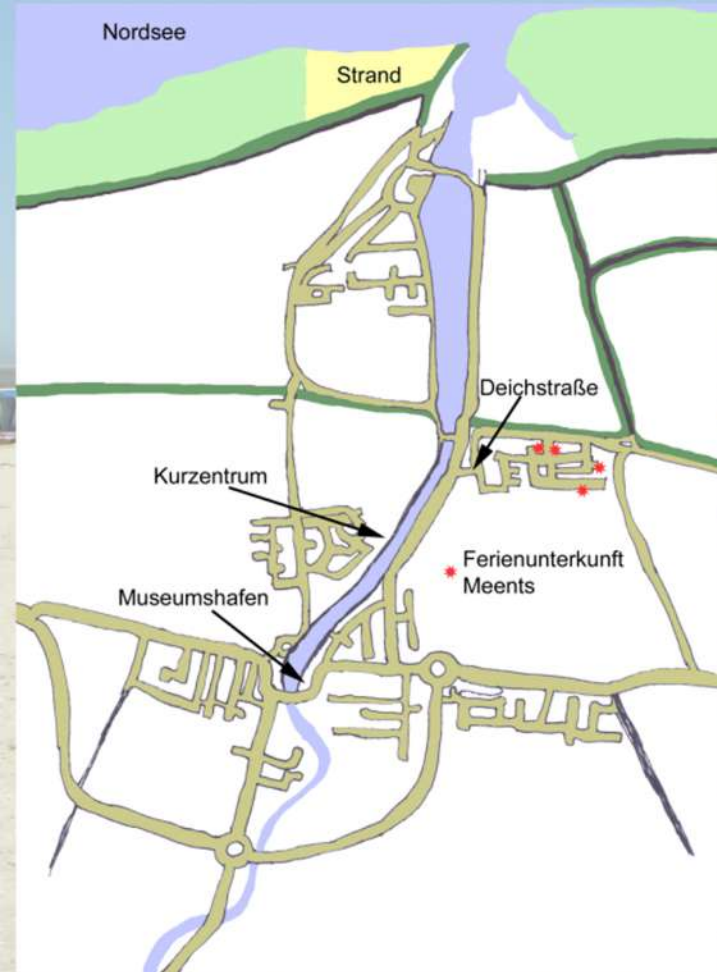 Nordsee
Strand
Deichstraße
Kurzentrum
Ferienunterkunft
Meents
Museumshafen